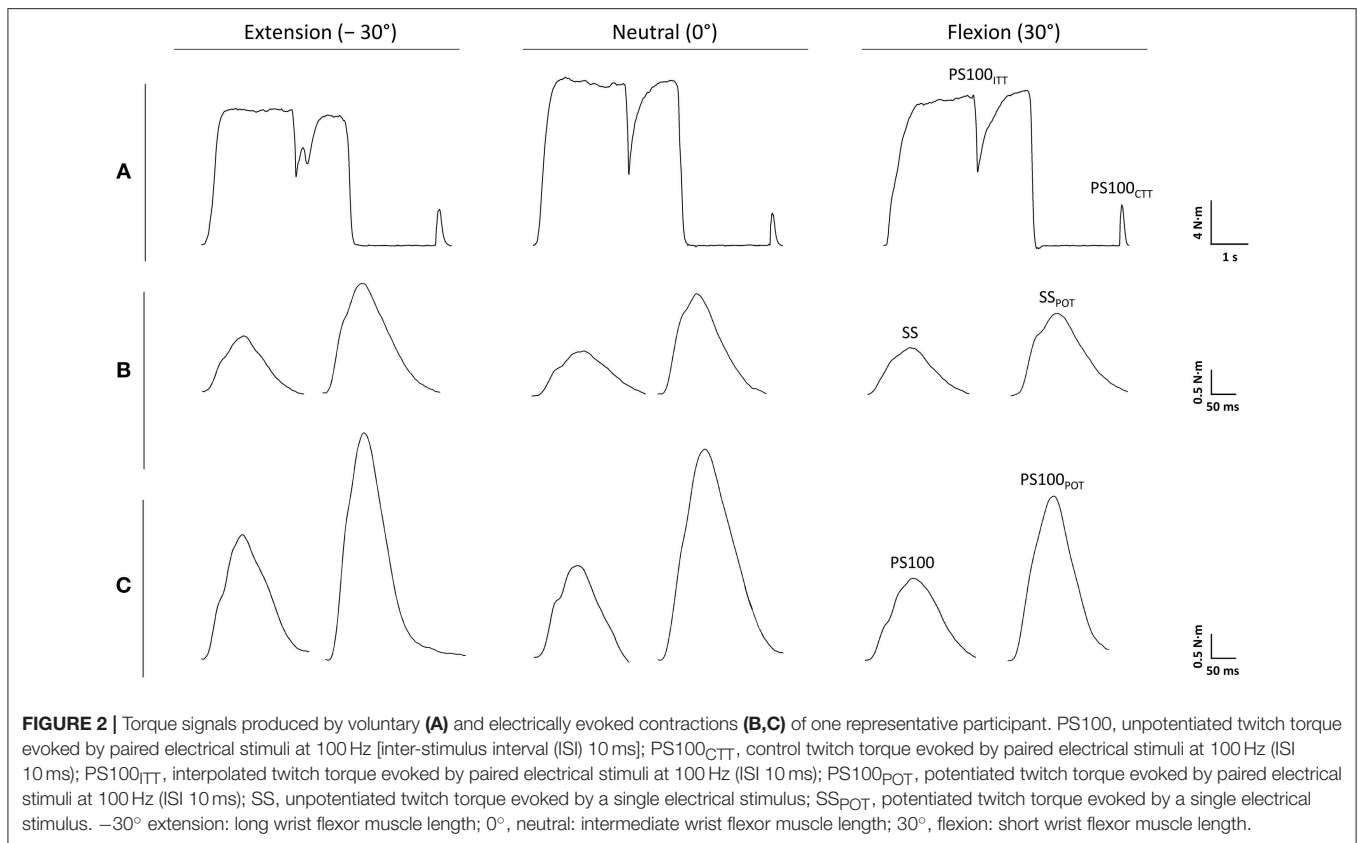 Extension (− 30°)
Neutral (0°)
Flexion (30°)
PS100ITT
A
PS100CTT
4 N·m
1 s
SSPOT
SS
B
0.5 N·m
50 ms
PS100POT
PS100
C
0.5 N·m
50 ms
FIGURE 2 | Torque signals produced by voluntary (A) and electrically evoked contractions (B,C) of one representative participant. PS100, unpotentiated twitch torque
evoked by paired electrical stimuli at 100 Hz [inter-stimulus interval (ISI) 10 ms]; PS100CTT, control twitch torque evoked by paired electrical stimuli at 100 Hz (ISI
10 ms); PS100ITT, interpolated twitch torque evoked by paired electrical stimuli at 100 Hz (ISI 10 ms); PS100POT, potentiated twitch torque evoked by paired electrical
stimuli at 100 Hz (ISI 10 ms); SS, unpotentiated twitch torque evoked by a single electrical stimulus; SSPOT, potentiated twitch torque evoked by a single electrical
stimulus. −30° extension: long wrist flexor muscle length; 0°, neutral: intermediate wrist flexor muscle length; 30°, flexion: short wrist flexor muscle length.